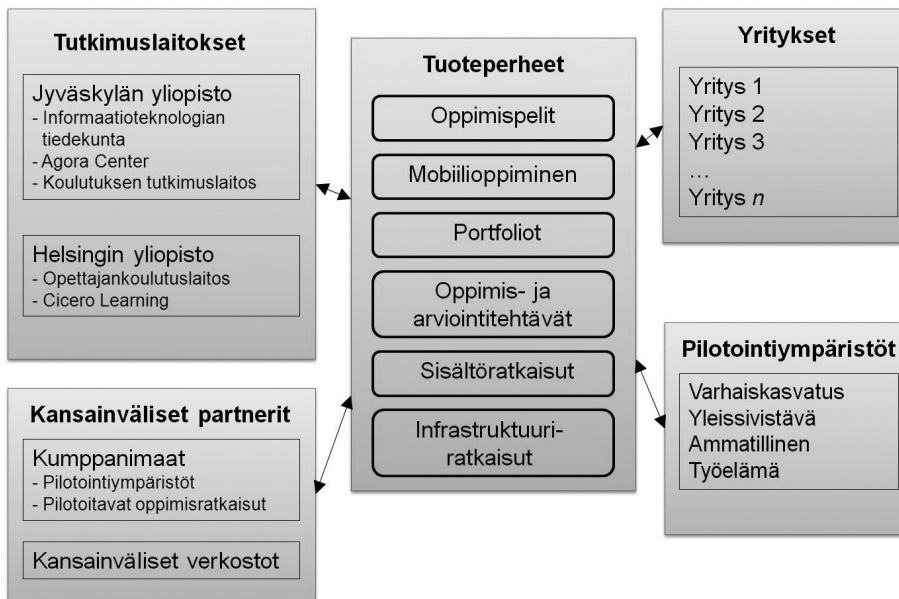 Tutkimuslaitokset
Jyväskylän yliopisto
- Informaatioteknologian
tiedekunta
- Agora Center
- Koulutuksen tutkimuslaitos
Helsingin yliopisto
- Opettajankoulutuslaitos
- Cicero Learning
Kansainväliset partnerit
Kumppanimaat
- Pilotointiympäristöt
- Pilotoitavat oppimisratkaisut
Kansainväliset verkostot
Tuoteperheet
Oppimispelit
Mobiilioppiminen
Portfoliot
Oppimis- ja
arviointitehtävät
Sisältöratkaisut
Infrastruktuuri-
ratkaisut
Yritykset
Yritys 1
Yritys 2
Yritys 3
...
Yritys n
Pilotointiympäristöt
Varhaiskasvatus
Yleissivistävä
Ammatillinen
Työelämä